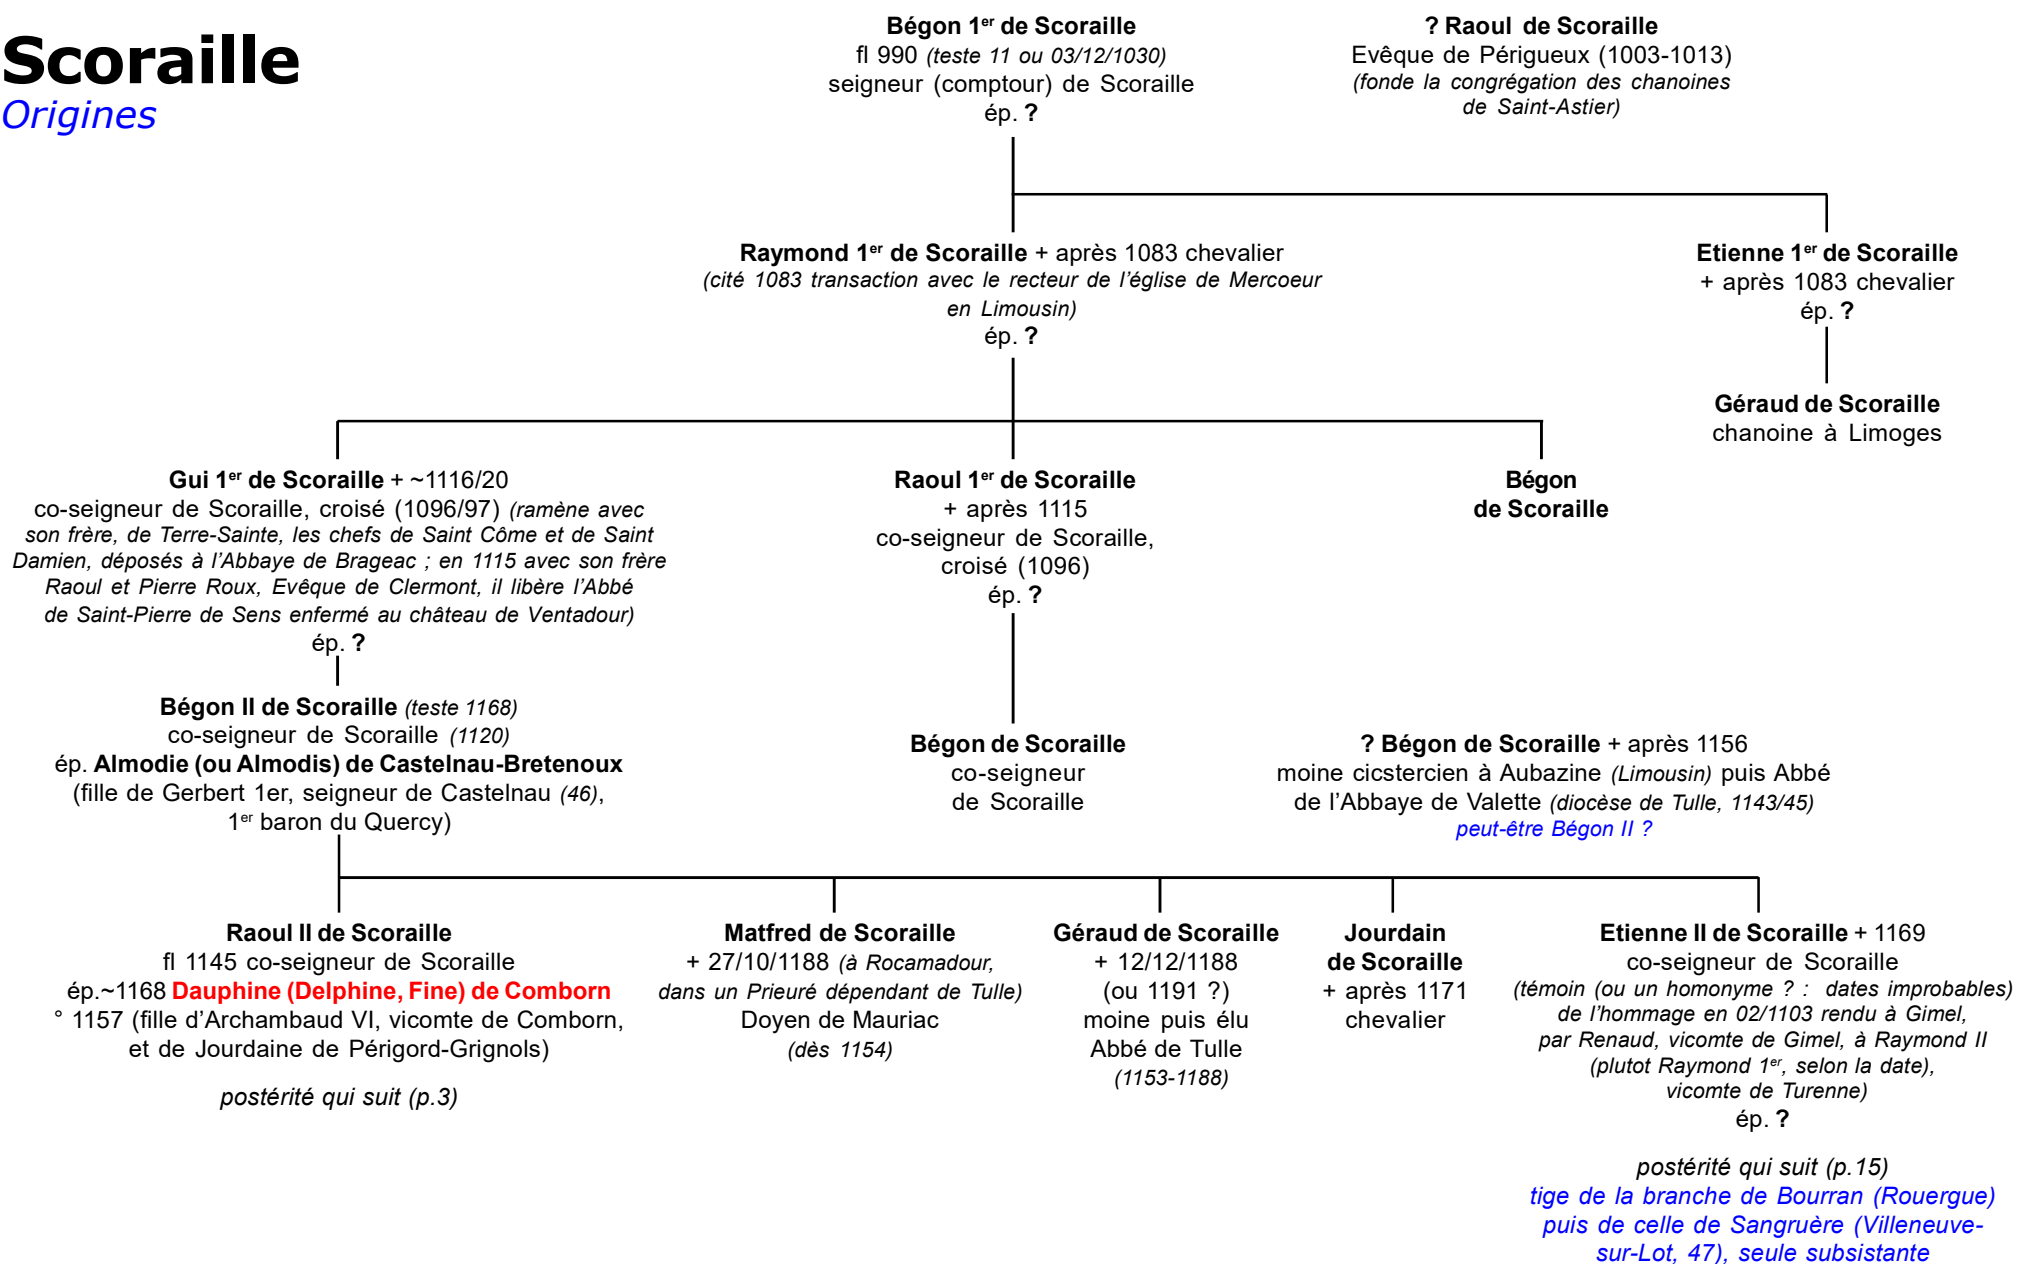 Scoraille
Origines
Bégon 1er de Scoraille
fl 990 (teste 11 ou 03/12/1030)
seigneur (comptour) de Scoraille
ép. ?
? Raoul de Scoraille
Evêque de Périgueux (1003-1013)
(fonde la congrégation des chanoines
de Saint-Astier)
Raymond 1er de Scoraille + après 1083 chevalier
(cité 1083 transaction avec le recteur de l'église de Mercoeur
en Limousin)
ép. ?
Etienne 1er de Scoraille
+ après 1083 chevalier
ép. ?
Géraud de Scoraille
chanoine à Limoges
Gui 1er de Scoraille + ~1116/20
co-seigneur de Scoraille, croisé (1096/97) (ramène avec
son frère, de Terre-Sainte, les chefs de Saint Côme et de Saint
Damien, déposés à l'Abbaye de Brageac ; en 1115 avec son frère
Raoul et Pierre Roux, Evêque de Clermont, il libère l'Abbé
de Saint-Pierre de Sens enfermé au château de Ventadour)
ép. ?
Raoul 1er de Scoraille
+ après 1115
co-seigneur de Scoraille,
croisé (1096)
ép. ?
Bégon
de Scoraille
Bégon II de Scoraille (teste 1168)
co-seigneur de Scoraille (1120)
ép. Almodie (ou Almodis) de Castelnau-Bretenoux
(fille de Gerbert 1er, seigneur de Castelnau (46),
1er baron du Quercy)
Bégon de Scoraille
co-seigneur
de Scoraille
? Bégon de Scoraille + après 1156
moine cicstercien à Aubazine (Limousin) puis Abbé
de l'Abbaye de Valette (diocèse de Tulle, 1143/45)
peut-être Bégon II ?
Raoul II de Scoraille
fl 1145 co-seigneur de Scoraille
ép.~1168 Dauphine (Delphine, Fine) de Comborn
° 1157 (fille d'Archambaud VI, vicomte de Comborn,
et de Jourdaine de Périgord-Grignols)
postérité qui suit (p.3)
Matfred de Scoraille
+ 27/10/1188 (à Rocamadour,
dans un Prieuré dépendant de Tulle)
Doyen de Mauriac
(dès 1154)
Géraud de Scoraille
+ 12/12/1188
(ou 1191 ?)
moine puis élu
Abbé de Tulle
(1153-1188)
Jourdain
de Scoraille
+ après 1171
chevalier
Etienne II de Scoraille + 1169
co-seigneur de Scoraille
(témoin (ou un homonyme ? : dates improbables)
de l'hommage en 02/1103 rendu à Gimel,
par Renaud, vicomte de Gimel, à Raymond II
(plutot Raymond 1er, selon la date),
vicomte de Turenne)
ép. ?
postérité qui suit (p.15)
tige de la branche de Bourran (Rouergue)
puis de celle de Sangruère (Villeneuve-
sur-Lot, 47), seule subsistante